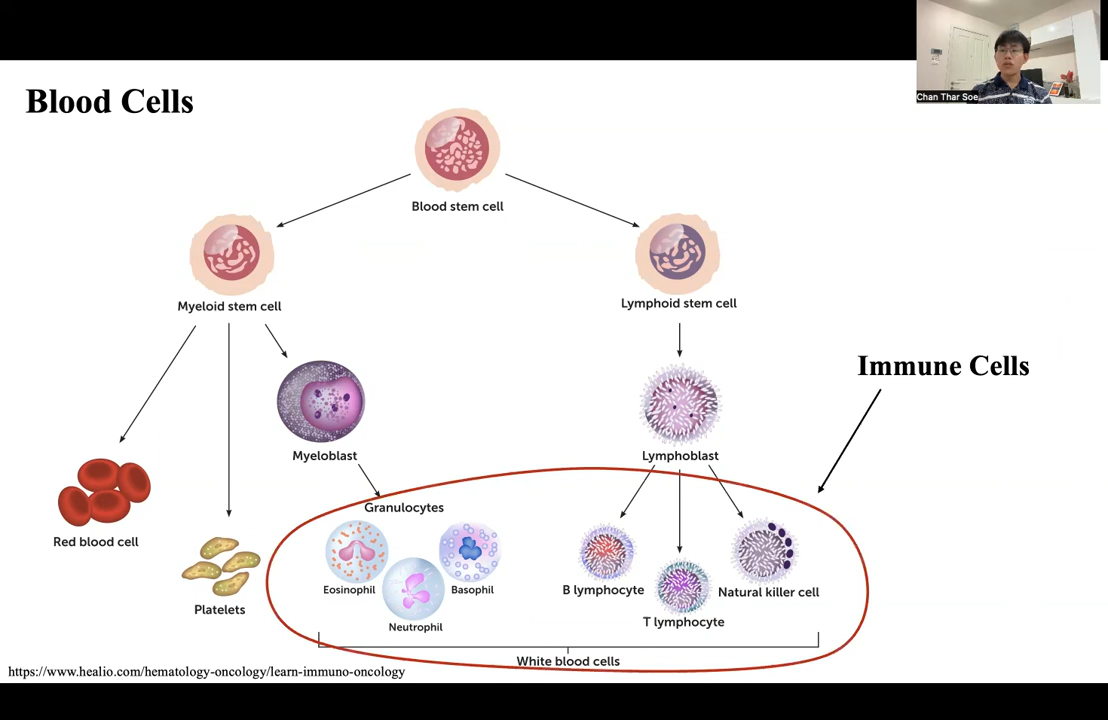 Chan Thar Soe
Blood Cells
Blood stem cell
Myeloid stem cell
Lymphoid stem cell
Immune Cells
Myeloblast
Lymphoblast
Granulocytes
Red blood cell
Eosinophil
Basophil
Neutrophil
B lymphocyte
Natural killer cell
T lymphocyte
Platelets
White blood cells
https://www.healio.com/hematology-oncology/learn-immuno-oncology